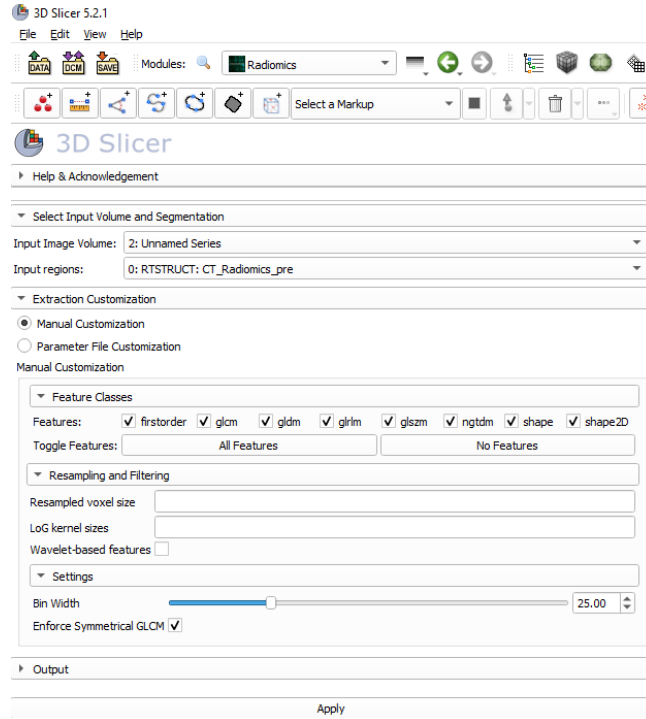 3D Slicer 5.2.1
File Edit View Help
DATA DCM SAVE Modules: Radiomics
Select a Markup
3D Slicer
Help & Acknowledgement
Select Input Volume and Segmentation
Input Image Volume: 2: Unnamed Series
Input regions: 0: RTSTRUCT: CT_Radiomics_pre
Extraction Customization
Manual Customization
Parameter File Customization
Manual Customization
Feature Classes
Features: firstorder glcm gldm glrlm glszm ngtdm shape shape2D
Toggle Features: All Features No Features
Resampling and Filtering
Resampled voxel size
LoG kernel sizes
Wavelet-based features
Settings
Bin Width 25.00
Enforce Symmetrical GLCM
Output
Apply